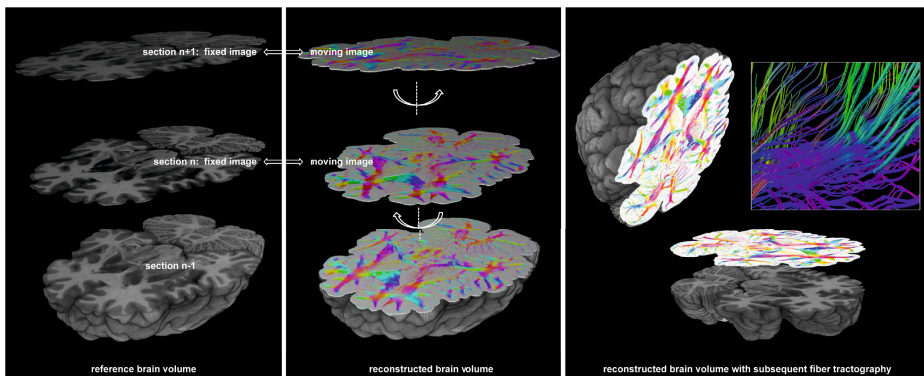 section n+1: fixed image
moving image
section n: fixed image
moving image
section n-1
reference brain volume
reconstructed brain volume
reconstructed brain volume with subsequent fiber tractography